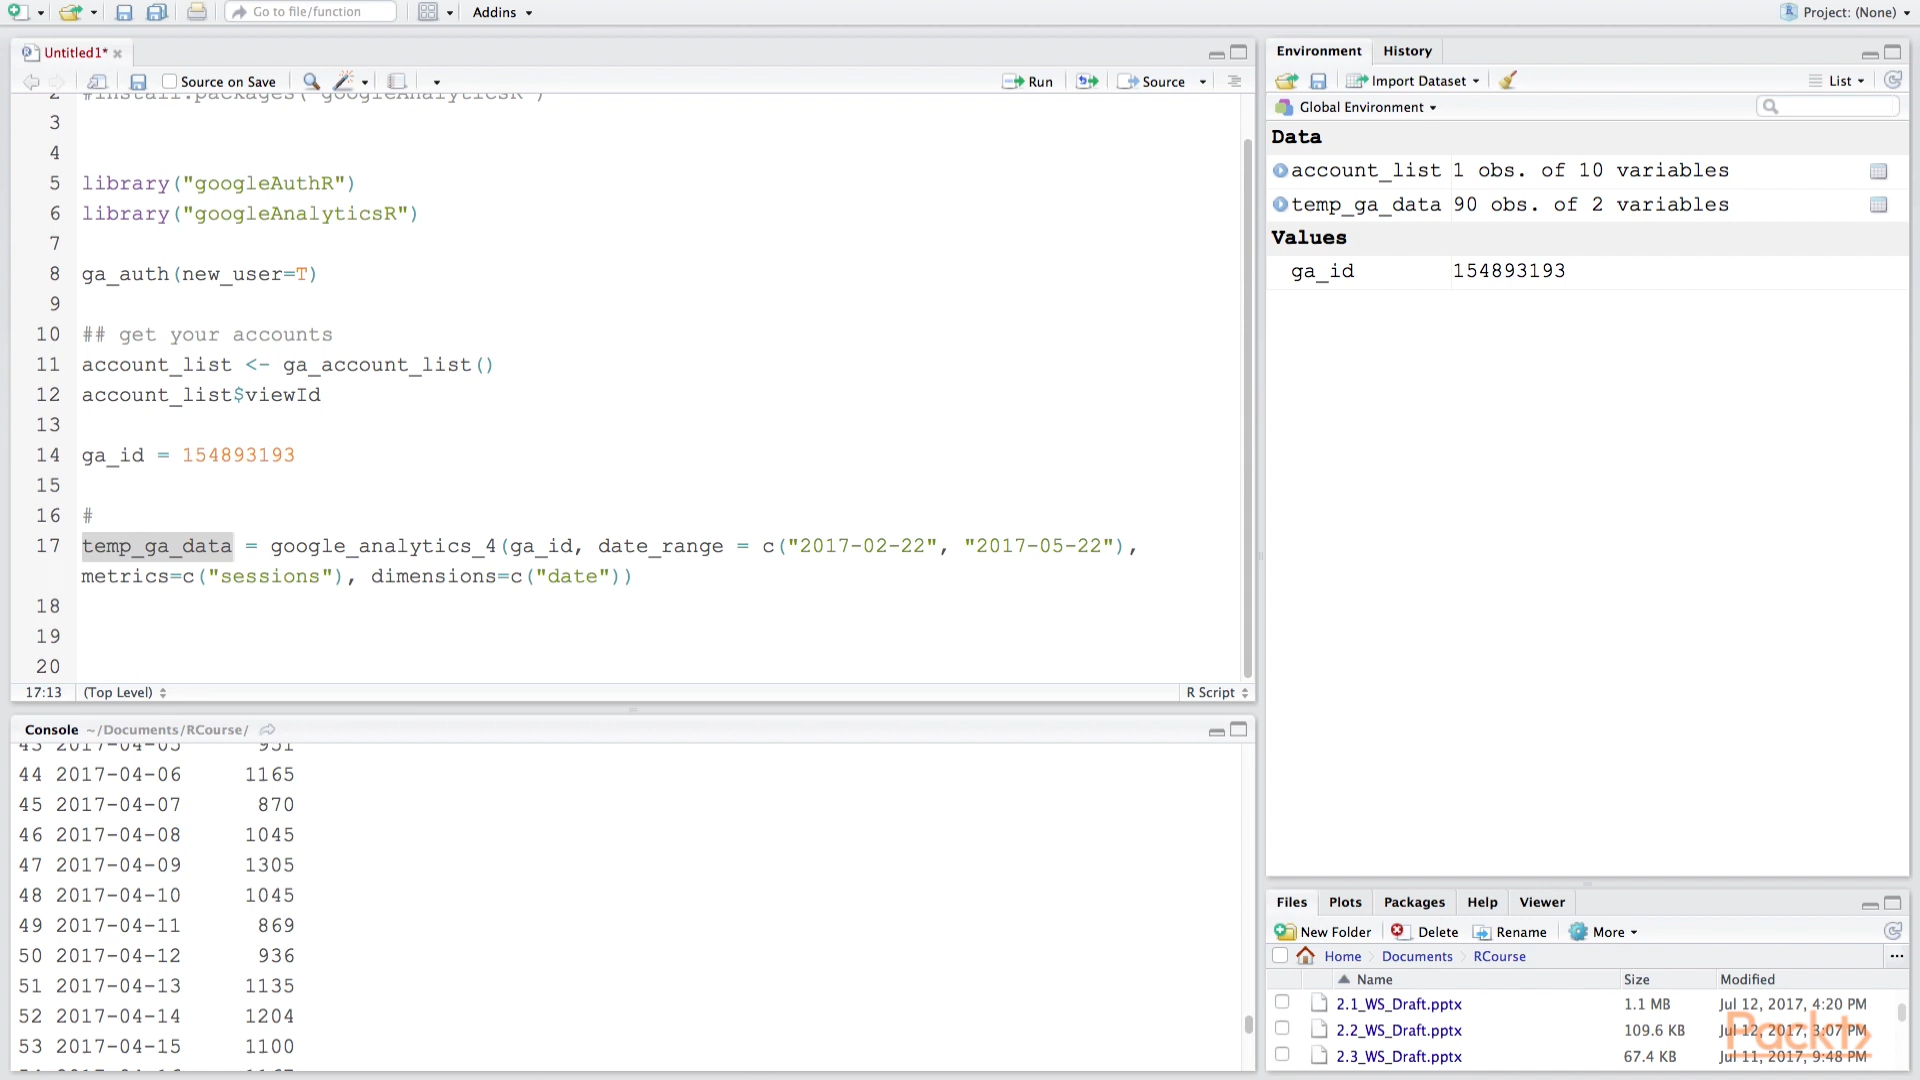 Go to file/function
Addins
Project: (None)
Untitled1*
Source on Save
Run
Source
2 #install.packages("googleAnalyticsR")
3
4
5 library("googleAuthR")
6 library("googleAnalyticsR")
7
8 ga_auth(new_user=T)
9
10 ## get your accounts
11 account_list <- ga_account_list()
12 account_list$viewId
13
14 ga_id = 154893193
15
16 #
17 temp_ga_data = google_analytics_4(ga_id, date_range = c("2017-02-22", "2017-05-22"),
metrics=c("sessions"), dimensions=c("date"))
18
19
20
17:13 (Top Level) R Script
Console ~/Documents/RCourse/
43 2017-04-05 951
44 2017-04-06 1165
45 2017-04-07 870
46 2017-04-08 1045
47 2017-04-09 1305
48 2017-04-10 1045
49 2017-04-11 869
50 2017-04-12 936
51 2017-04-13 1135
52 2017-04-14 1204
53 2017-04-15 1100
Environment History
Import Dataset
List
Global Environment
Data
account_list 1 obs. of 10 variables
temp_ga_data 90 obs. of 2 variables
Values
ga_id 154893193
Files Plots Packages Help Viewer
New Folder Delete Rename More
Home Documents RCourse
Name Size Modified
2.1_WS_Draft.pptx 1.1 MB Jul 12, 2017, 4:20 PM
2.2_WS_Draft.pptx 109.6 KB Jul 12, 2017, 3:07 PM
2.3_WS_Draft.pptx 67.4 KB Jul 11, 2017, 9:48 PM
Packt>